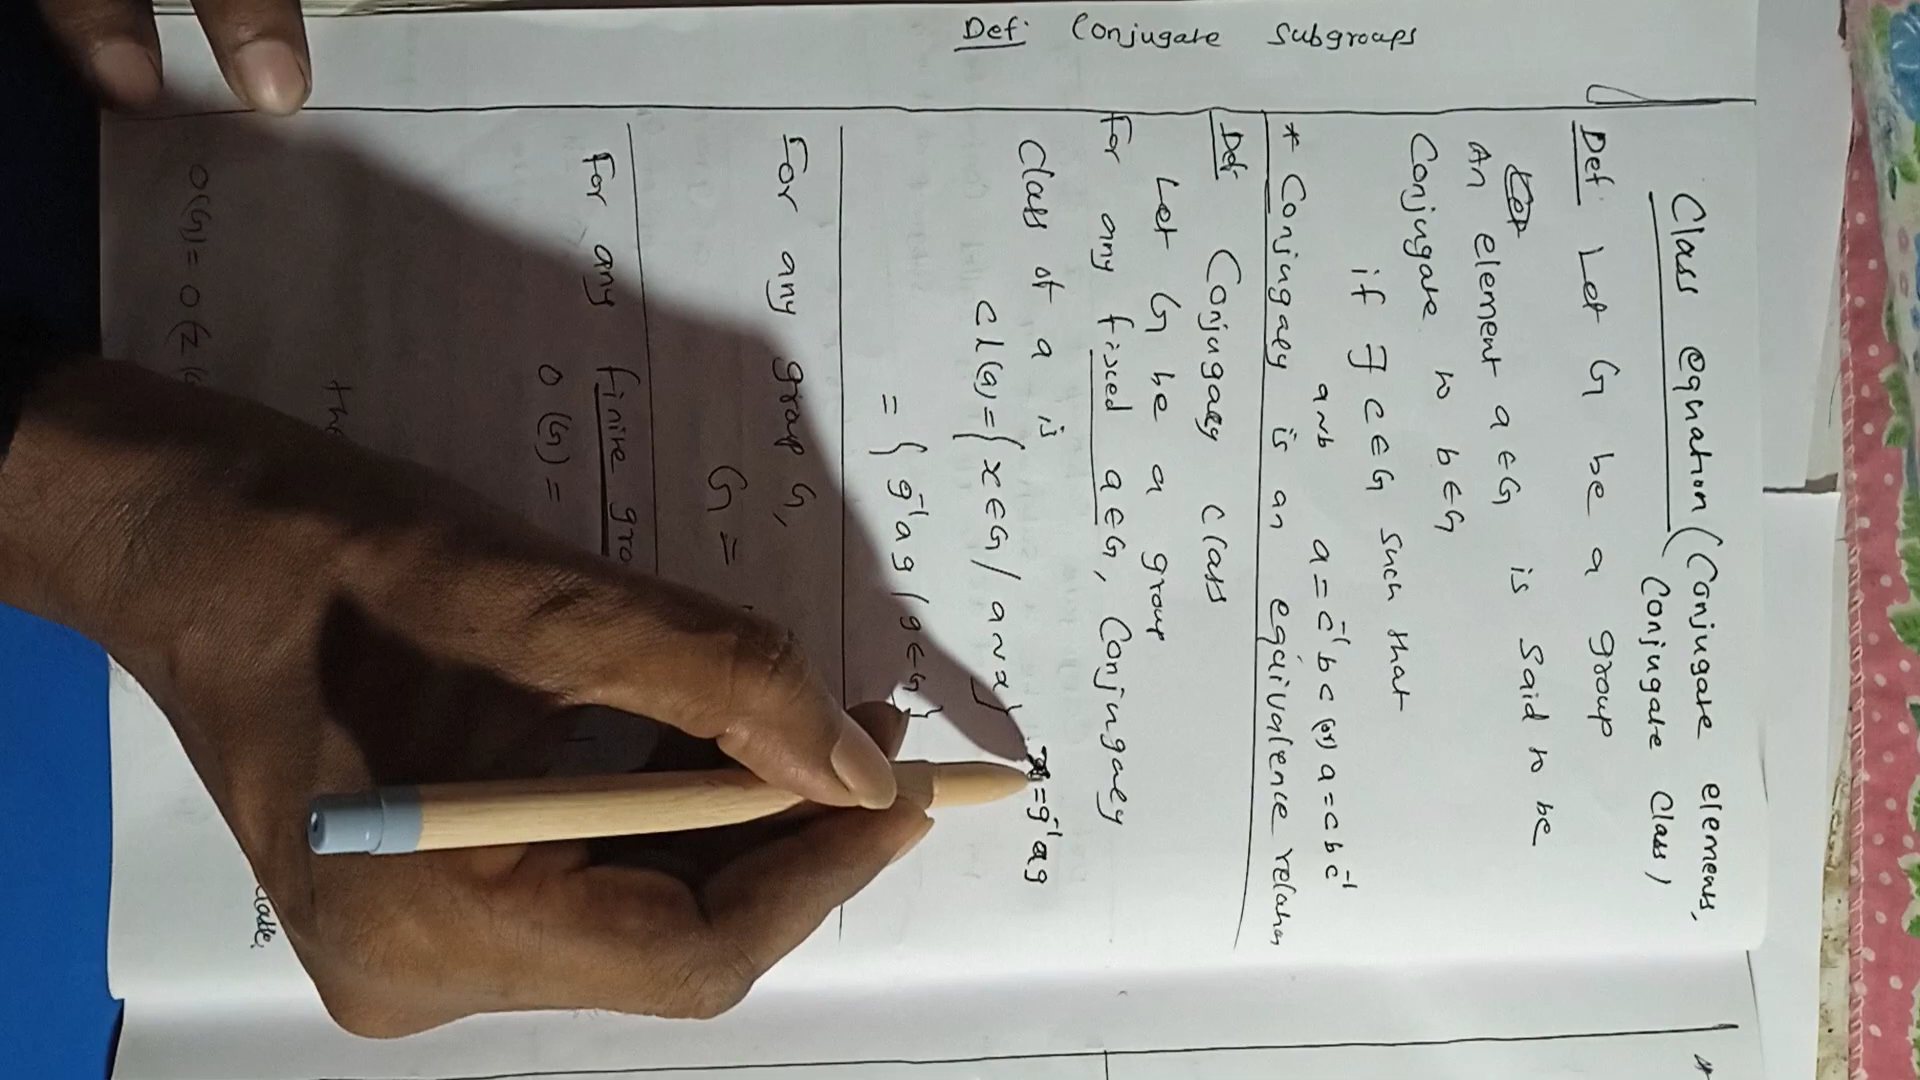 Class equation (Conjugate elements,
Conjugate Class)
Def: Let G be a group
An element a∈G is said to be
Conjugate to b∈G
if ∃ c∈G such that
a~b a = c⁻¹bc (or) a = cbc⁻¹
* Conjugacy is an equivalence relation
Def Conjugacy class
Let G be a group
For any fixed a∈G, Conjugacy
Class of a is
cl(a) = {x∈G / a~x}
=g⁻¹ag
= {g⁻¹ag / g∈G}
For any group G,
G =
For any finite gro
O(G) =
the
O(G) = O(Z(G
Def: Conjugate Subgroups